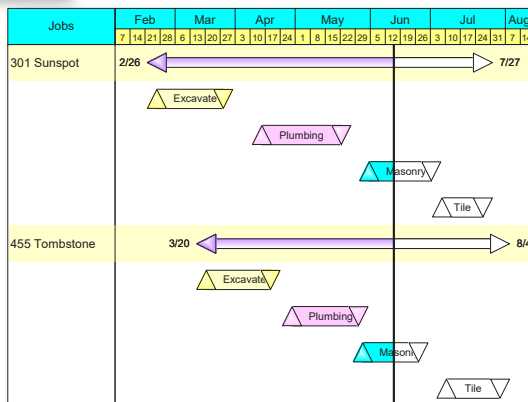 Jobs Feb Mar Apr May Jun Jul Aug
7 14 21 28 6 13 20 27 3 10 17 24 1 8 15 22 29 5 12 19 26 3 10 17 24 31 7 14
301 Sunspot 2/26 7/27
Excavate
Plumbing
Masonry
Tile
455 Tombstone 3/20 8/4
Excavate
Plumbing
Masoni
Tile